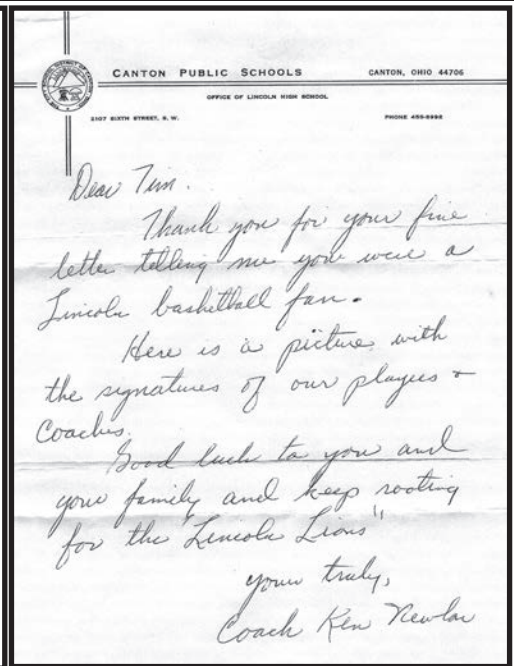 CANTON PUBLIC SCHOOLS CANTON, OHIO 44706
OFFICE OF LINCOLN HIGH SCHOOL
2107 SIXTH STREET, S. W. PHONE
Dear Tim.
Thank you for your fine
letter telling me you were a
Lincoln basketball fan.
Here is a picture with
the signatures of our players &
Coaches.
Good luck to you and
your family and keep rooting
for the "Lincoln Lions"
yours truly,
Coach Ken Newlon